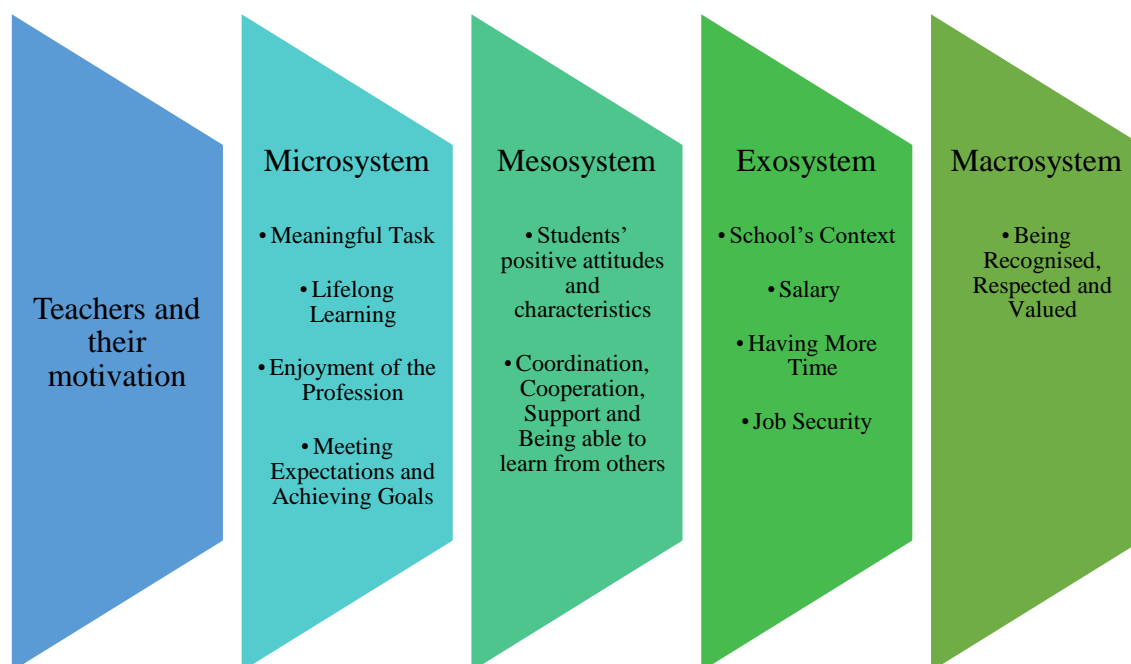 Teachers and
their
motivation
Microsystem
• Meaningful Task
• Lifelong
Learning
• Enjoyment of the
Profession
• Meeting
Expectations and
Achieving Goals
Mesosystem
• Students’
positive attitudes
and
characteristics
• Coordination,
Cooperation,
Support and
Being able to
learn from others
Exosystem
• School’s Context
• Salary
• Having More
Time
• Job Security
Macrosystem
• Being
Recognised,
Respected and
Valued